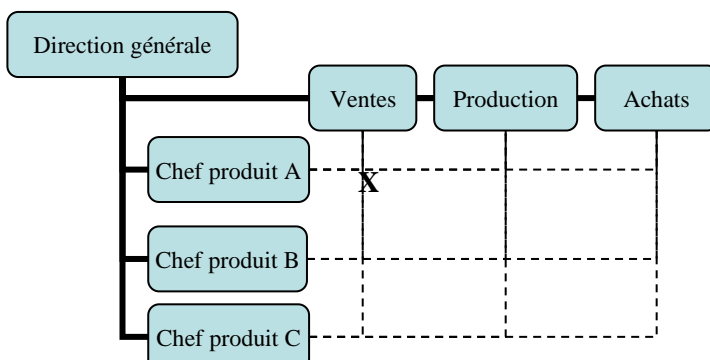 Direction générale
Ventes
Production
Achats
Chef produit A
X
Chef produit B
Chef produit C